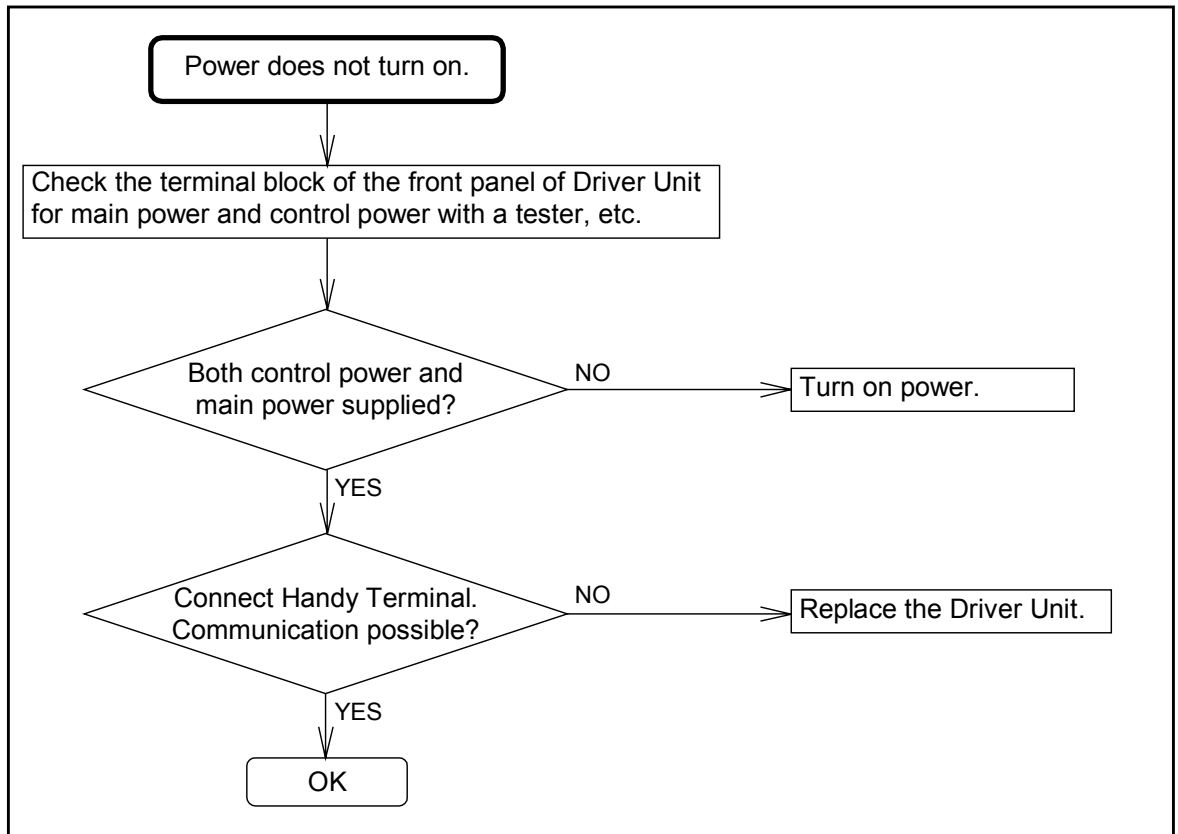 Power does not turn on.
Check the terminal block of the front panel of Driver Unit
for main power and control power with a tester, etc.
Both control power and
main power supplied?
NO
Turn on power.
YES
Connect Handy Terminal.
Communication possible?
NO
Replace the Driver Unit.
YES
OK